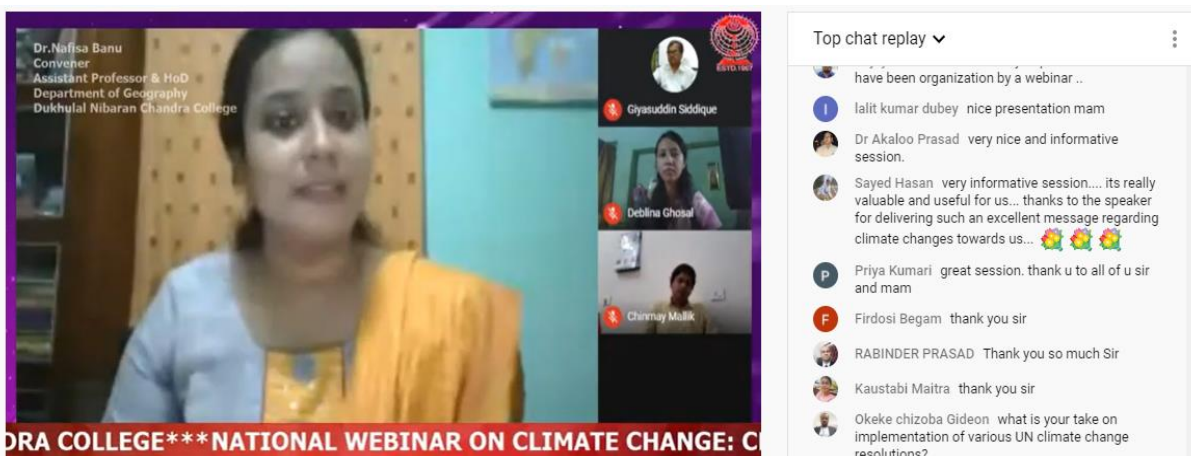 Dr.Nafisa Banu
Convener
Assistant Professor & HoD
Department of Geography
Dukhulal Nibaran Chandra College
ESTD.1967
Giyasuddin Siddique
Deblina Ghosal
Chinmay Mallik
DRA COLLEGE***NATIONAL WEBINAR ON CLIMATE CHANGE: C
Top chat replay
have been organization by a webinar ..
I
lalit kumar dubey nice presentation mam
Dr Akaloo Prasad very nice and informative
session.
Sayed Hasan very informative session.... its really
valuable and useful for us... thanks to the speaker
for delivering such an excellent message regarding
climate changes towards us...
P
Priya Kumari great session. thank u to all of u sir
and mam
F
Firdosi Begam thank you sir
RABINDER PRASAD Thank you so much Sir
Kaustabi Maitra thank you sir
Okeke chizoba Gideon what is your take on
implementation of various UN climate change
resolutions?